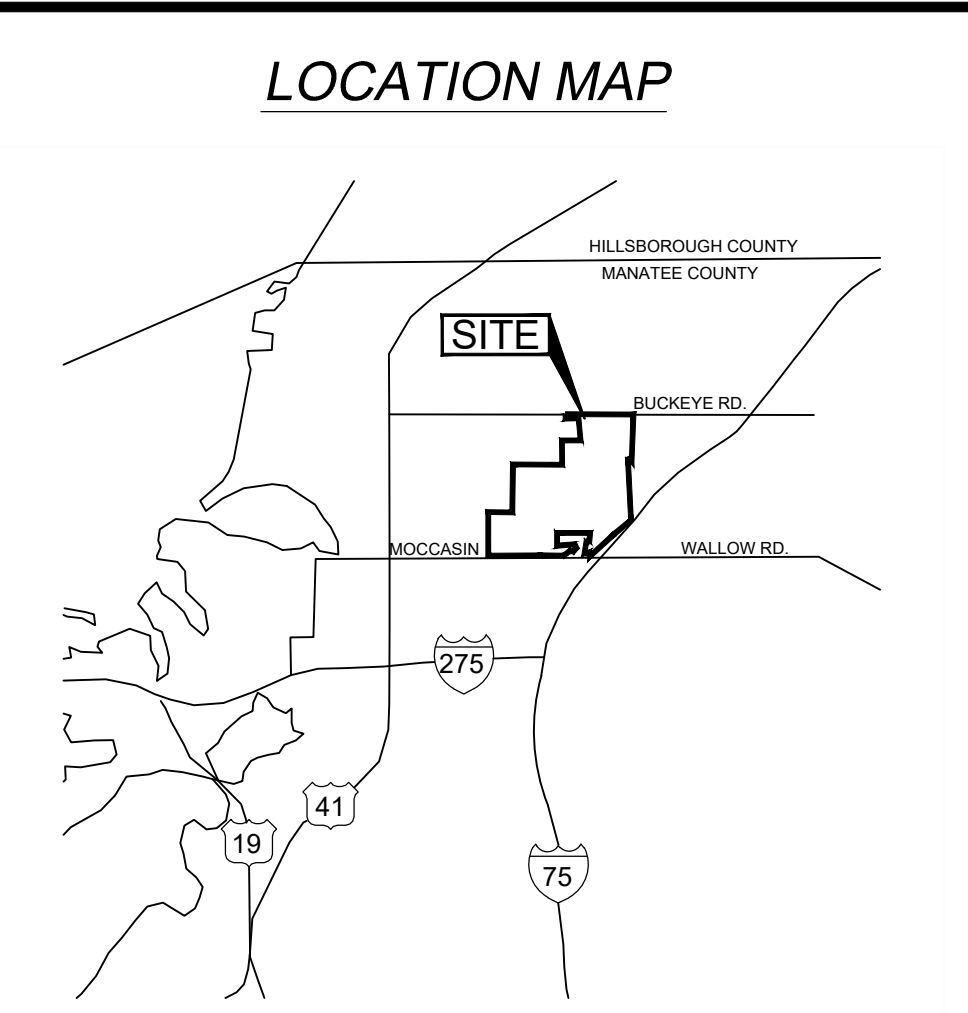 LOCATION MAP
HILLSBOROUGH COUNTY
MANATEE COUNTY
SITE
BUCKEYE RD.
MOCCASIN
WALLOW RD.
275
41
19
75